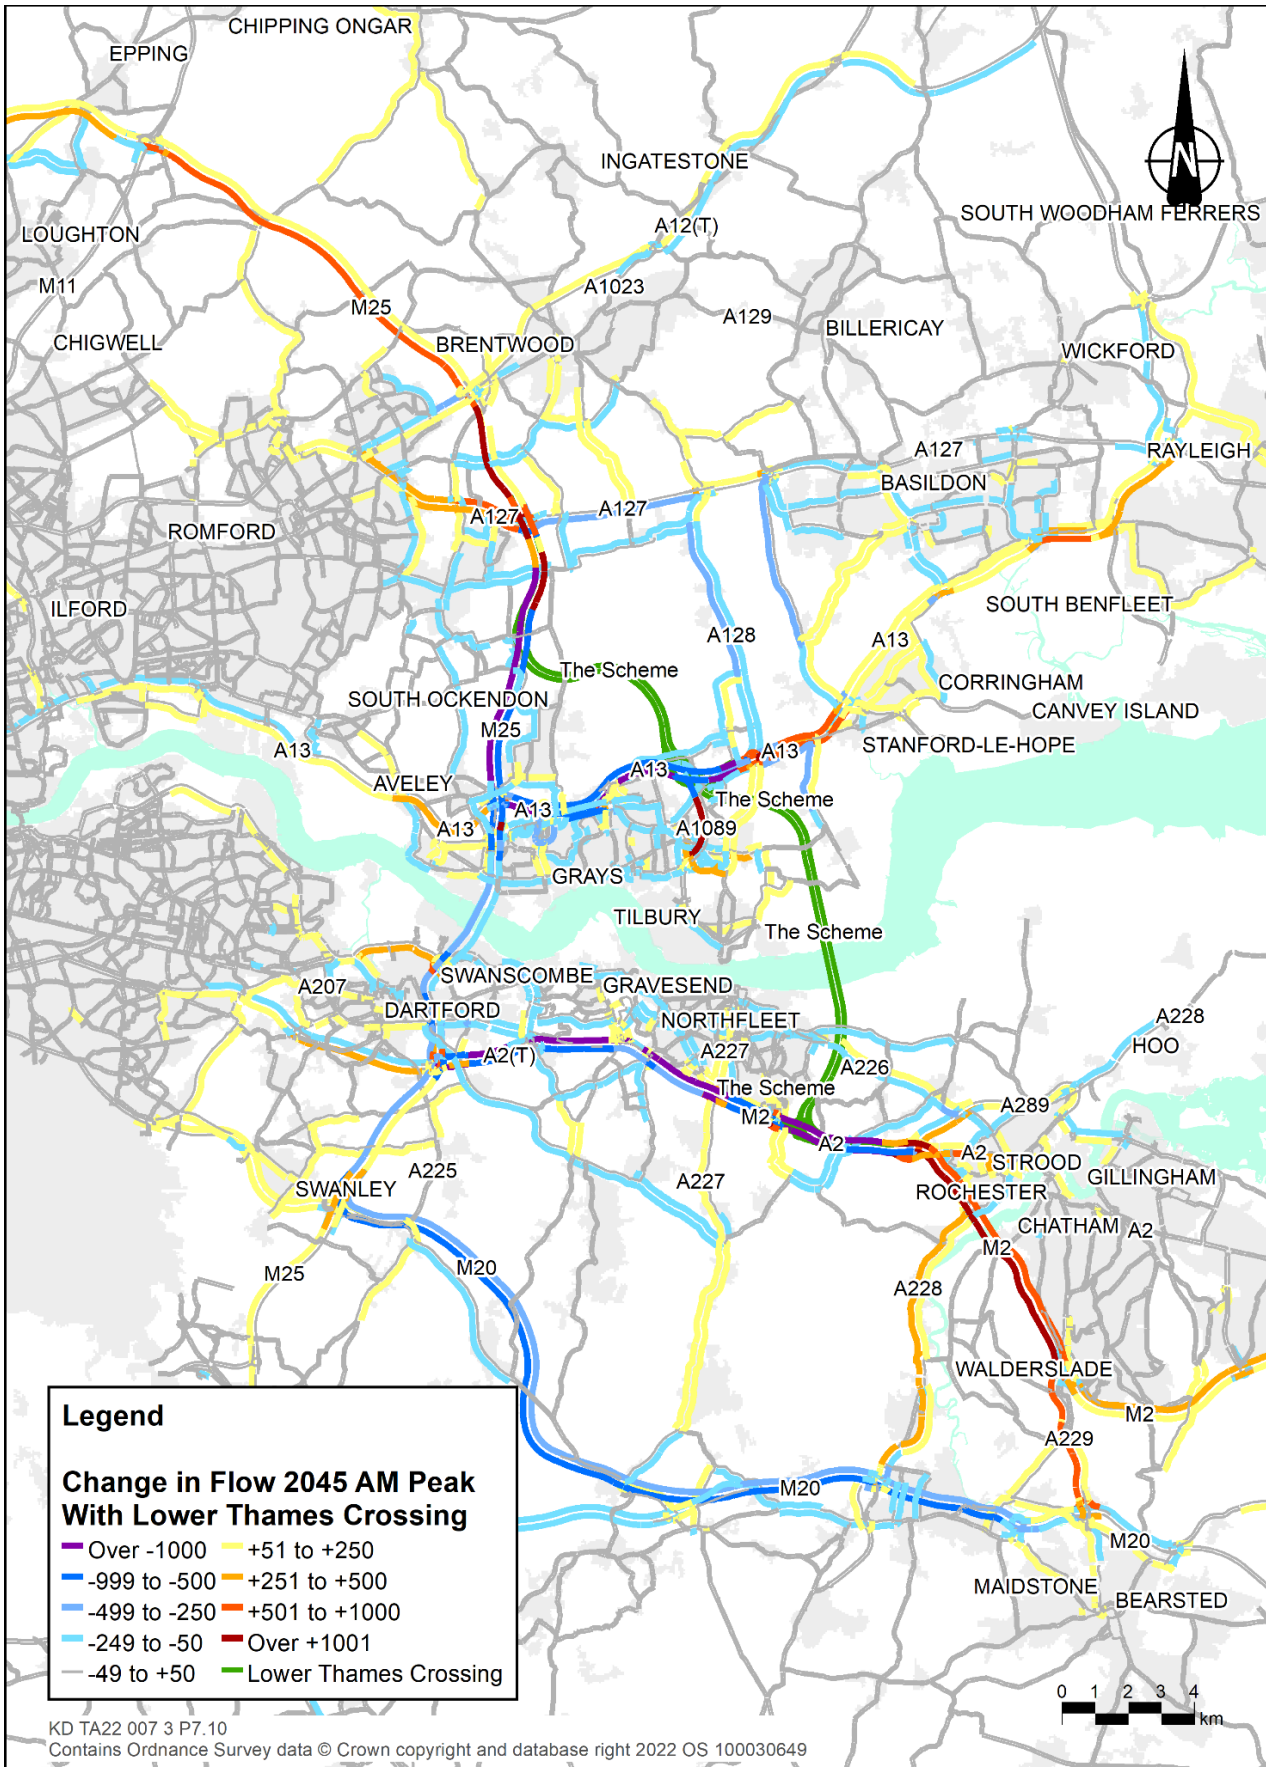 CHIPPING ONGAR
EPPING
INGATESTONE
N
SOUTH WOODHAM FERRERS
A12(T)
LOUGHTON
M11
A1023
M25
A129
BILLERICAY
CHIGWELL
BRENTWOOD
WICKFORD
A127
RAYLEIGH
BASILDON
A127
A127
ROMFORD
ILFORD
SOUTH BENFLEET
A128
A13
The Scheme
CORRINGHAM
SOUTH OCKENDON
CANVEY ISLAND
M25
STANFORD-LE-HOPE
A13
A13
A13
AVELEY
The Scheme
A13
A13
A1089
GRAYS
TILBURY
The Scheme
SWANSCOMBE
A207
GRAVESEND
DARTFORD
NORTHFLEET
A228
HOO
A2(T)
A227
A226
The Scheme
A289
M2
A2
A2
STROOD
A225
GILLINGHAM
SWANLEY
A227
ROCHESTER
CHATHAM
A2
M2
M20
M25
A228
WALDERSLADE
M2
A229
M20
M20
MAIDSTONE
BEARSTED
Legend
Change in Flow 2045 AM Peak
With Lower Thames Crossing
Over -1000
+51 to +250
-999 to -500
+251 to +500
-499 to -250
+501 to +1000
-249 to -50
Over +1001
-49 to +50
Lower Thames Crossing
0 1 2 3 4
km
KD TA22 007 3 P7.10
Contains Ordnance Survey data © Crown copyright and database right 2022 OS 100030649